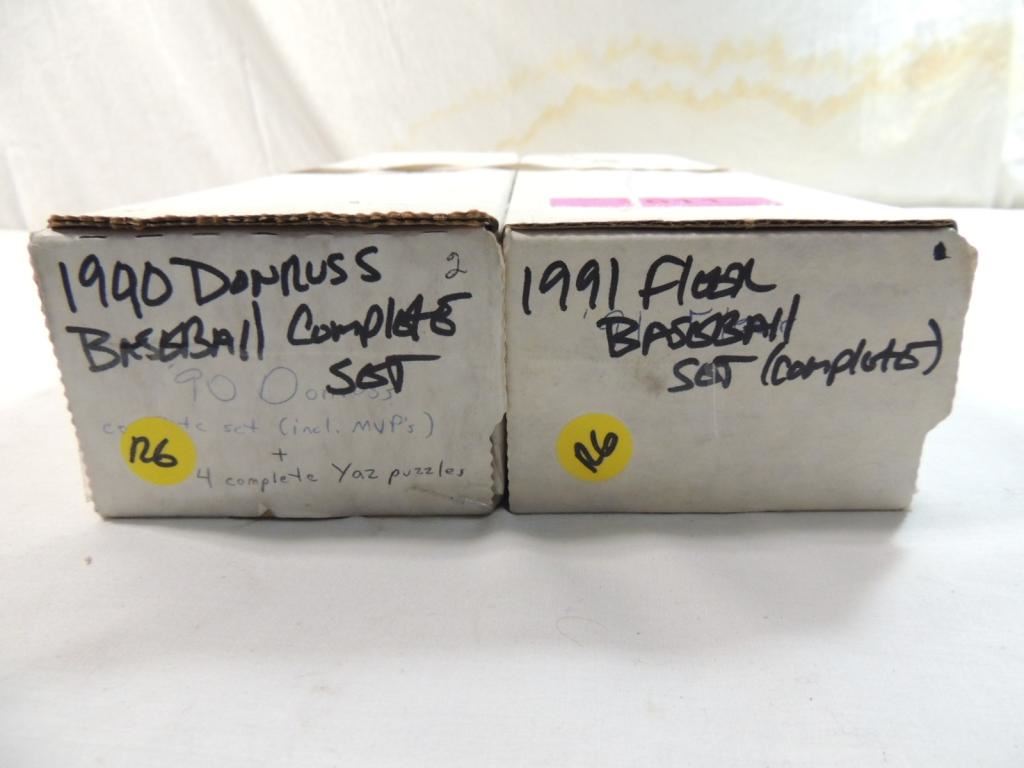 1990 DONRUSS 2
BASEBALL COMPLETE
SET
'90 Donruss
complete set (incl. MVP's)
+
4 complete Yaz puzzles
R6
1991 FLEER
BASEBALL
SET (COMPLETE)
R6